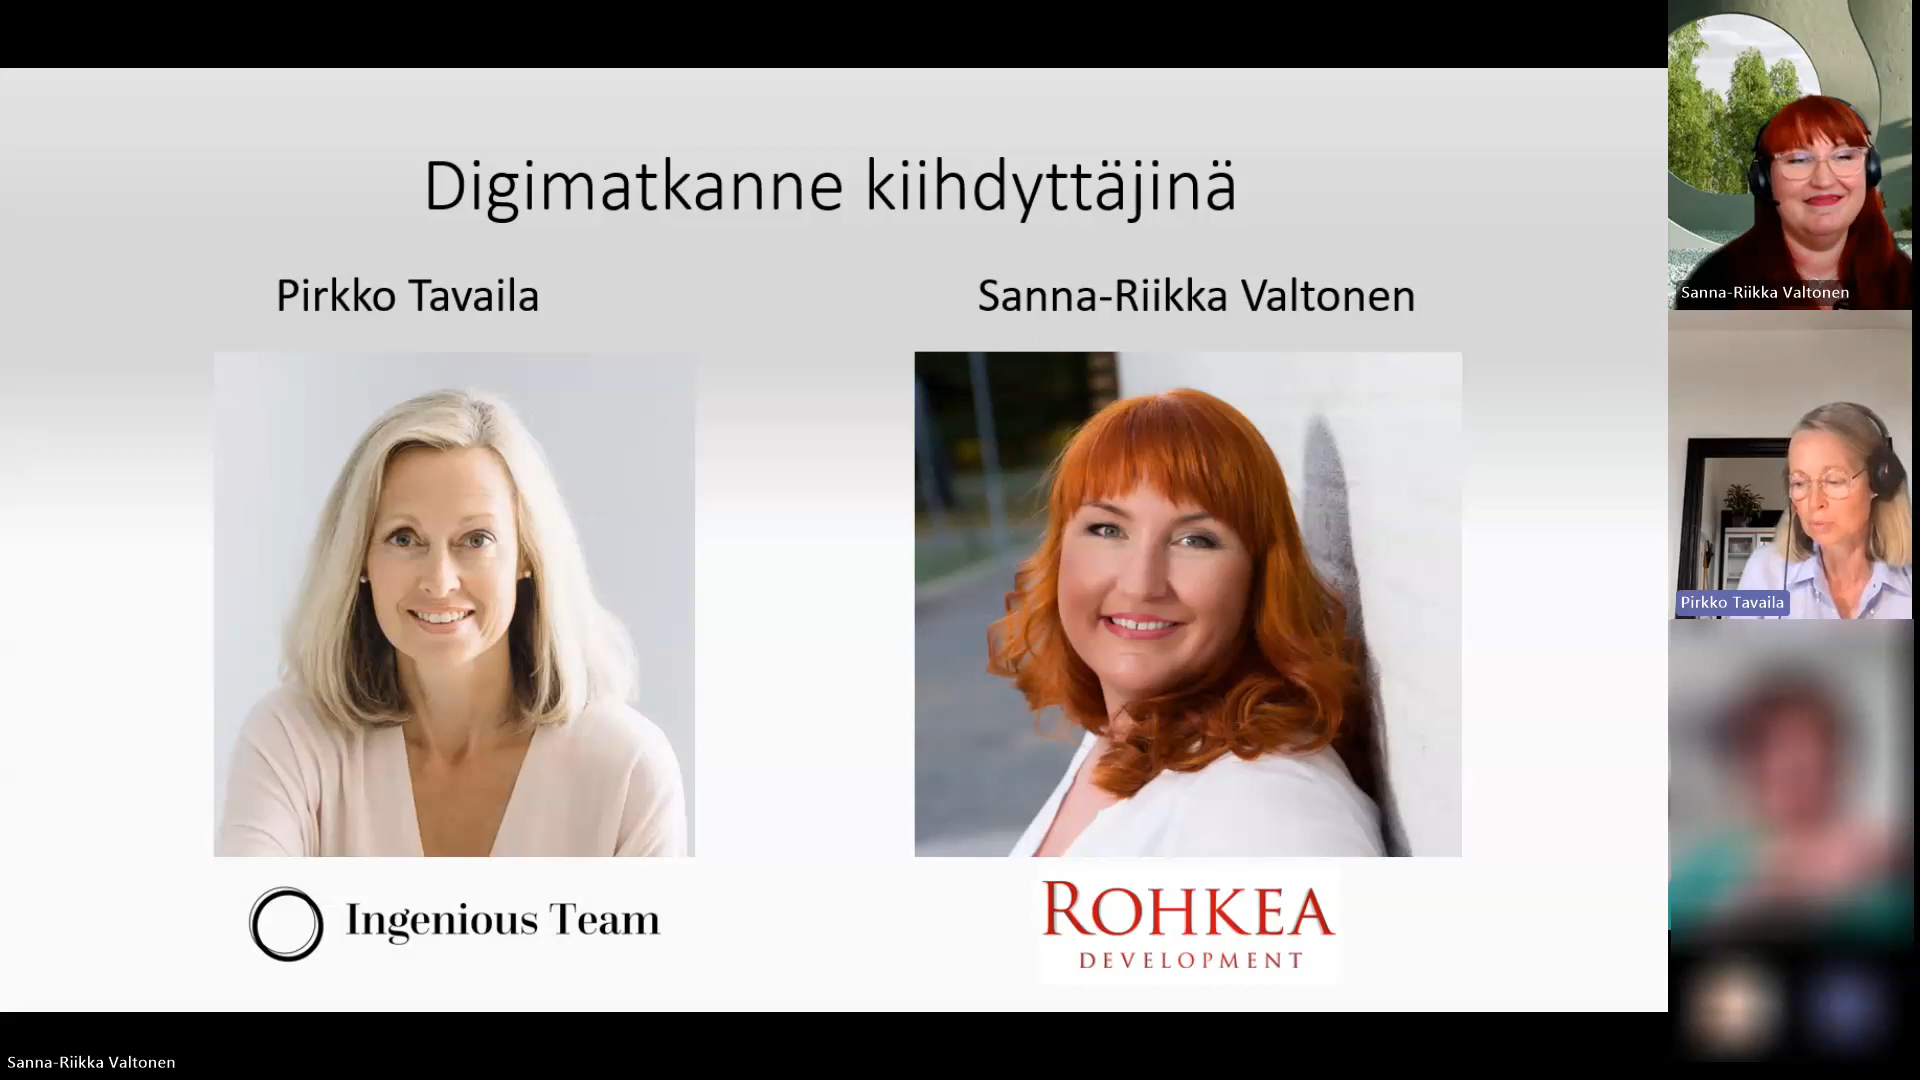 Digimatkanne kiihdyttäjinä
Pirkko Tavaila
Sanna-Riikka Valtonen
Ingenious Team
ROHKEA
DEVELOPMENT
Sanna-Riikka Valtonen
Pirkko Tavaila
Sanna-Riikka Valtonen